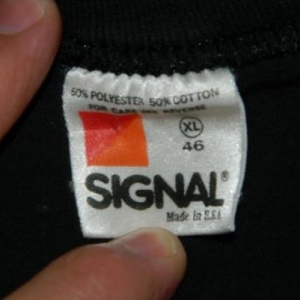 50% POLYESTER 50% COTTON
FOR CARE SEE REVERSE
XL
46
SIGNAL®
Made in U.S.A